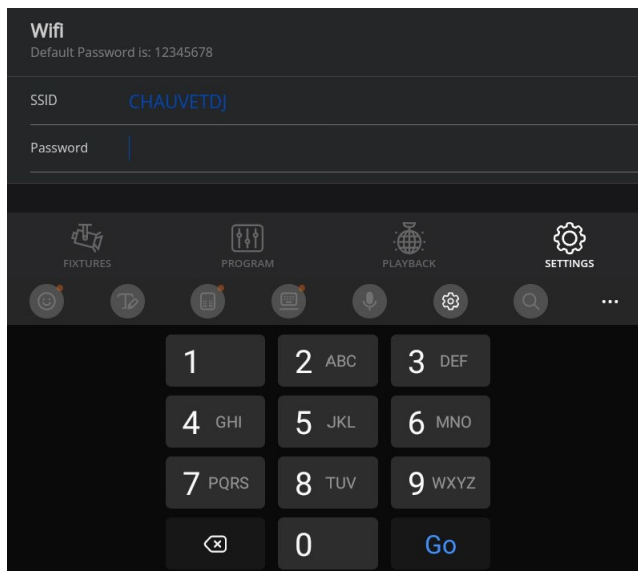 Wifi
Default Password is: 12345678
SSID CHAUVETDJ
Password
FIXTURES PROGRAM PLAYBACK SETTINGS
1 2 ABC 3 DEF
4 GHI 5 JKL 6 MNO
7 PQRS 8 TUV 9 WXYZ
0 Go